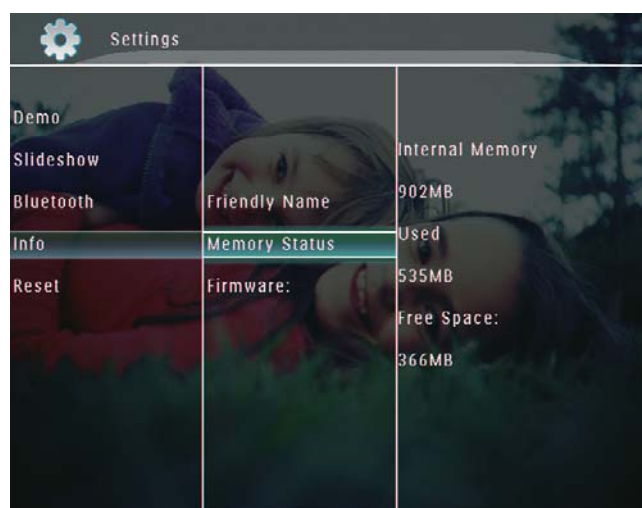 Settings
Demo
Slideshow
Bluetooth
Info
Reset
Friendly Name
Memory Status
Firmware:
Internal Memory
902MB
Used
535MB
Free Space:
366MB